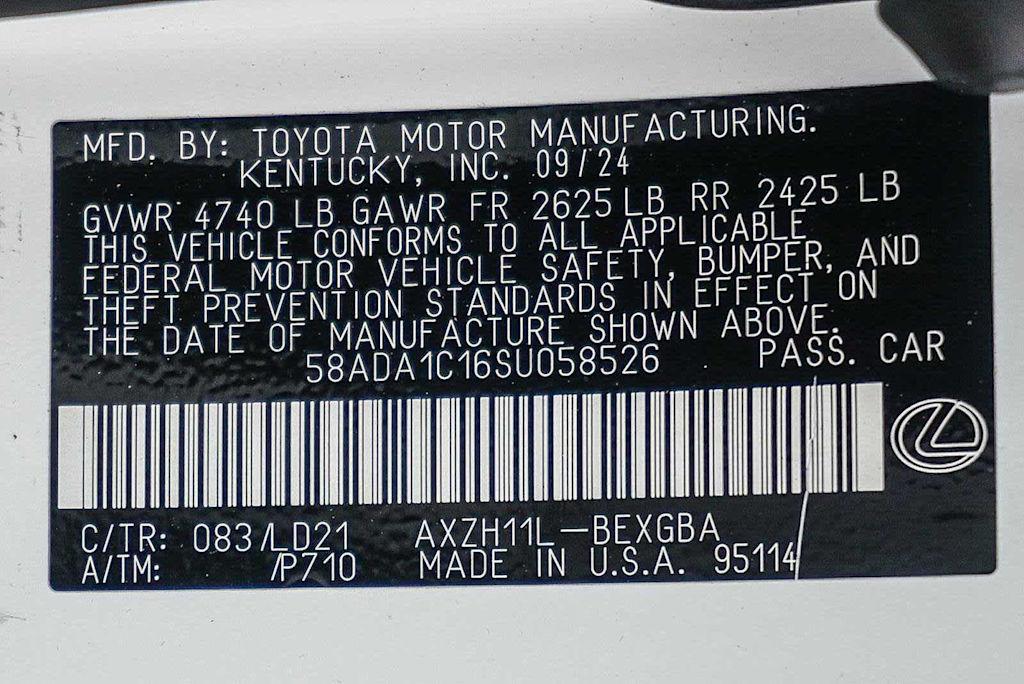 MFD. BY: TOYOTA MOTOR MANUFACTURING.
KENTUCKY, INC. 09/24
GVWR 4740 LB GAWR FR 2625 LB RR 2425 LB
THIS VEHICLE CONFORMS TO ALL APPLICABLE
FEDERAL MOTOR VEHICLE SAFETY, BUMPER, AND
THEFT PREVENTION STANDARDS IN EFFECT ON
THE DATE OF MANUFACTURE SHOWN ABOVE.
58ADA1C16SU058526 PASS. CAR
C/TR: 083/LD21 AXZH11L-BEXGBA
A/TM: /P710 MADE IN U.S.A. 95114